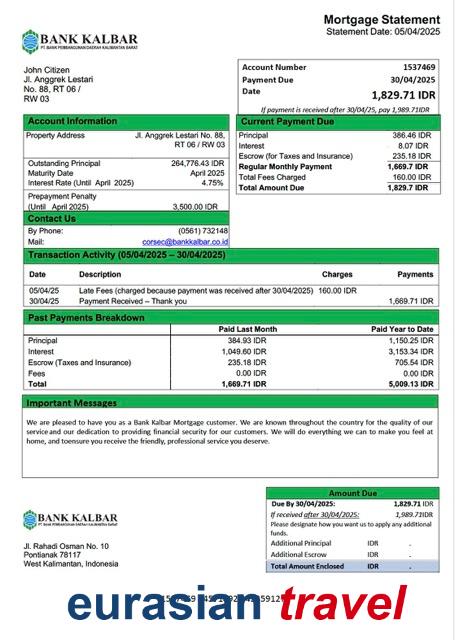 Mortgage Statement
Statement Date: 05/04/2025
BANK KALBAR
PT. BANK PEMBANGUNAN DAERAH KALIMANTAN BARAT
John Citizen
Jl. Anggrek Lestari
No. 88, RT 06 /
RW 03
Account Number 1537469
Payment Due 30/04/2025
Date 1,829.71 IDR
If payment is received after 30/04/25, pay 1,989.71IDR
Account Information
Property Address Jl. Anggrek Lestari No. 88,
RT 06 / RW 03
Outstanding Principal 264,776.43 IDR
Maturity Date April 2025
Interest Rate (Until April 2025) 4.75%
Prepayment Penalty
(Until April 2025) 3,500.00 IDR
Current Payment Due
Principal 386.46 IDR
Interest 8.07 IDR
Escrow (for Taxes and Insurance) 235.18 IDR
Regular Monthly Payment 1,669.7 IDR
Total Fees Charged 160.00 IDR
Total Amount Due 1,829.7 IDR
Contact Us
By Phone: (0561) 732148
Mail: corsec@bankkalbar.co.id
Transaction Activity (05/04/2025 – 30/04/2025)
Date Description Charges Payments
05/04/25 Late Fees (charged because payment was received after 30/04/2025) 160.00 IDR
30/04/25 Payment Received – Thank you 1,669.71 IDR
Past Payments Breakdown
Paid Last Month Paid Year to Date
Principal 384.93 IDR 1,150.25 IDR
Interest 1,049.60 IDR 3,153.34 IDR
Escrow (Taxes and Insurance) 235.18 IDR 705.54 IDR
Fees 0.00 IDR 0.00 IDR
Total 1,669.71 IDR 5,009.13 IDR
Important Messages
We are pleased to have you as a Bank Kalbar Mortgage customer. We are known throughout the country for the quality of our
service and our dedication to providing financial security for our customers. We will do everything we can to make you feel at
home, and toensure you receive the friendly, professional service you deserve.
BANK KALBAR
PT. BANK PEMBANGUNAN DAERAH KALIMANTAN BARAT
Jl. Rahadi Osman No. 10
Pontianak 78117
West Kalimantan, Indonesia
Amount Due
Due By 30/04/2025: 1,829.71 IDR
If received after 30/04/2025: 1,989.71IDR
Please designate how you want us to apply any additional
funds.
Additional Principal IDR .
Additional Escrow IDR .
Total Amount Enclosed IDR .
eurasian travel